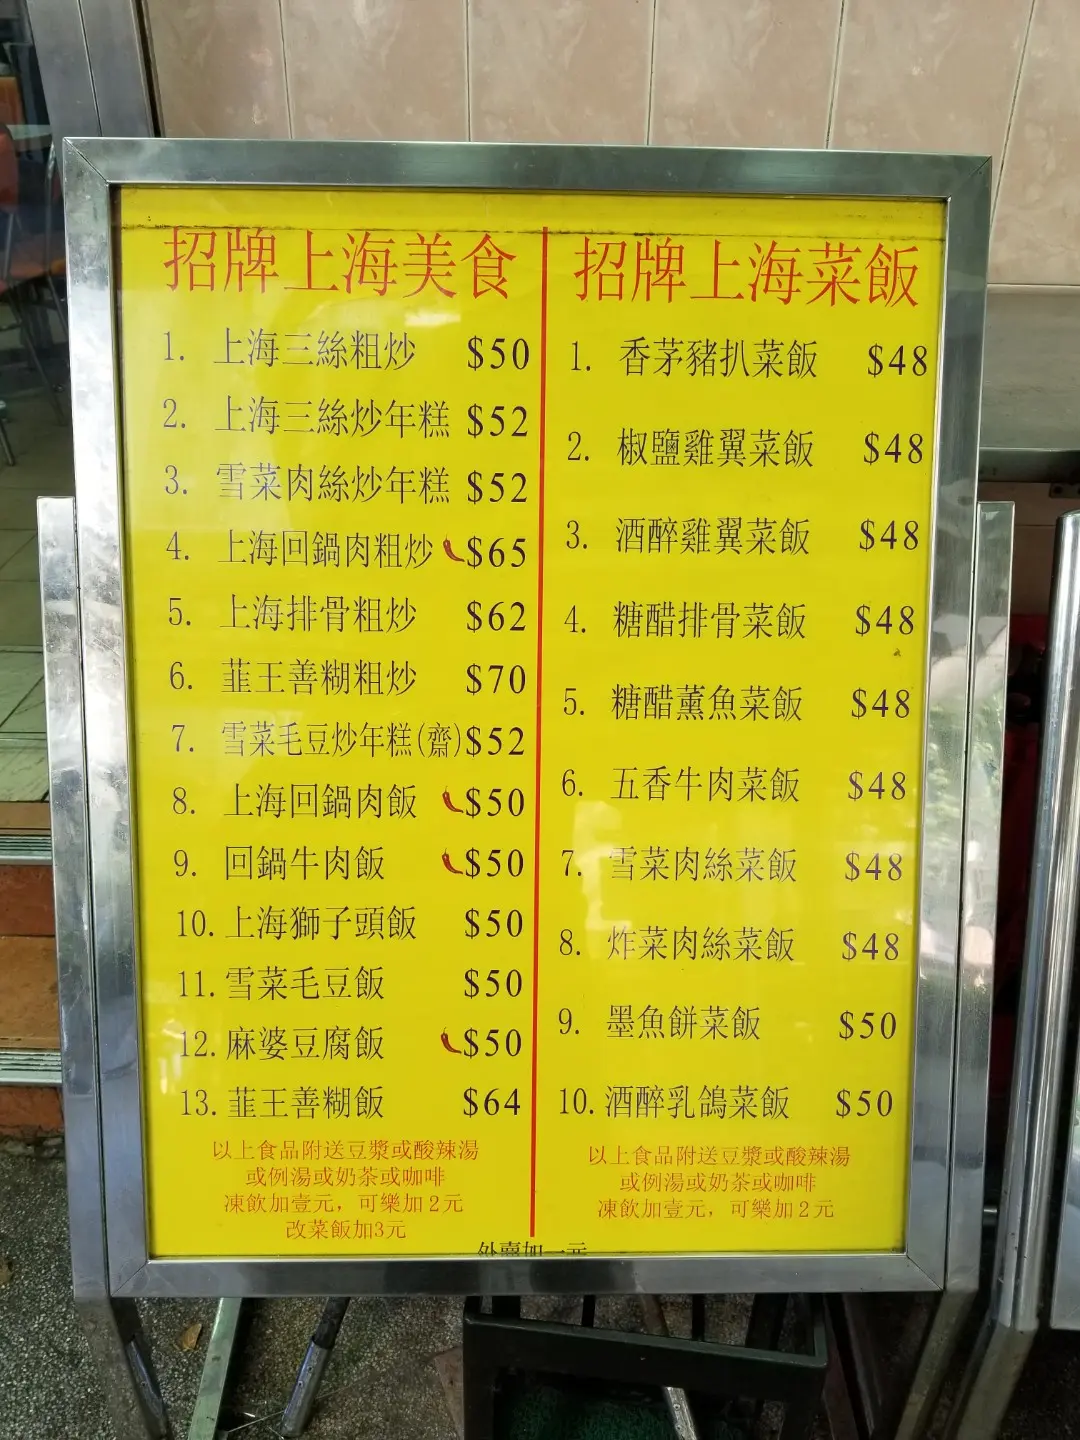 招牌上海美食
1. 上海三絲粗炒 $50
2. 上海三絲炒年糕 $52
3. 雪菜肉絲炒年糕 $52
4. 上海回鍋肉粗炒 $65
5. 上海排骨粗炒 $62
6. 韮王善糊粗炒 $70
7. 雪菜毛豆炒年糕(齋) $52
8. 上海回鍋肉飯 $50
9. 回鍋牛肉飯 $50
10. 上海獅子頭飯 $50
11. 雪菜毛豆飯 $50
12. 麻婆豆腐飯 $50
13. 韮王善糊飯 $64
以上食品附送豆漿或酸辣湯
或例湯或奶茶或咖啡
凍飲加壹元，可樂加2元
改菜飯加3元
招牌上海菜飯
1. 香茅豬扒菜飯 $48
2. 椒鹽雞翼菜飯 $48
3. 酒醉雞翼菜飯 $48
4. 糖醋排骨菜飯 $48
5. 糖醋薰魚菜飯 $48
6. 五香牛肉菜飯 $48
7. 雪菜肉絲菜飯 $48
8. 炸菜肉絲菜飯 $48
9. 墨魚餅菜飯 $50
10. 酒醉乳鴿菜飯 $50
以上食品附送豆漿或酸辣湯
或例湯或奶茶或咖啡
凍飲加壹元，可樂加2元
外賣加一元